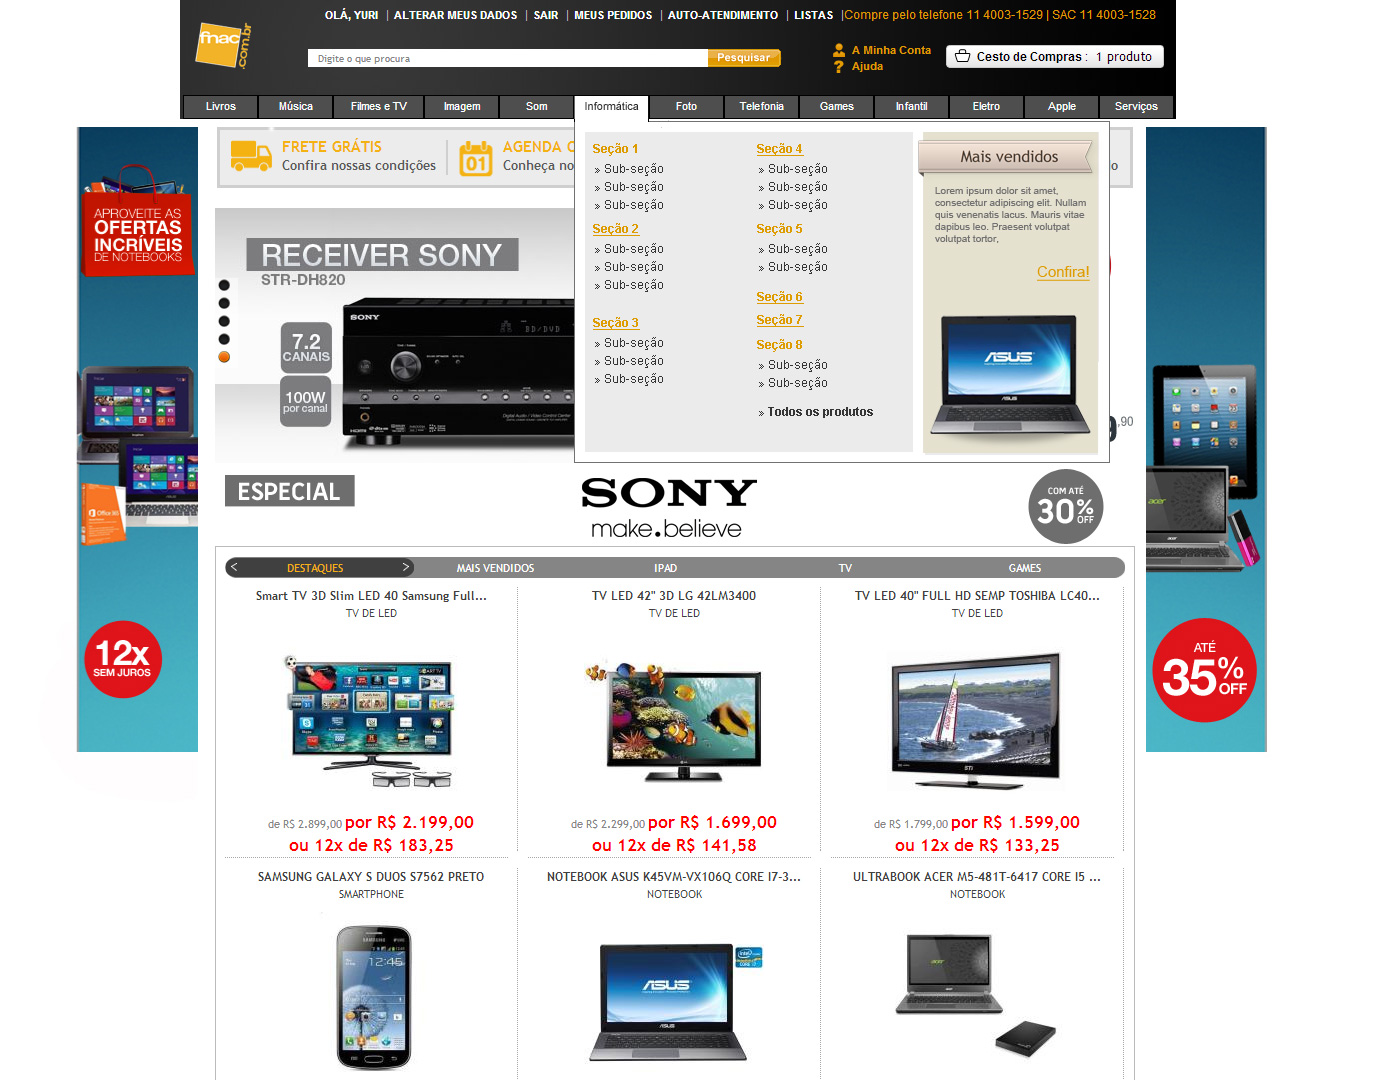 OLÁ, YURI | ALTERAR MEUS DADOS | SAIR | MEUS PEDIDOS | AUTO-ATENDIMENTO | LISTAS |Compre pelo telefone 11 4003-1529 | SAC 11 4003-1528
fnac
.com.br
Digite o que procura
Pesquisar
A Minha Conta
Ajuda
Cesto de Compras : 1 produto
Livros Música Filmes e TV Imagem Som Informática Foto Telefonia Games Infantil Eletro Apple Serviços
FRETE GRÁTIS
Confira nossas condições
01
AGENDA
Conheça
Seção 1
» Sub-seção
» Sub-seção
» Sub-seção
Seção 2
» Sub-seção
» Sub-seção
» Sub-seção
Seção 3
» Sub-seção
» Sub-seção
» Sub-seção
Seção 4
» Sub-seção
» Sub-seção
» Sub-seção
Seção 5
» Sub-seção
» Sub-seção
Seção 6
Seção 7
Seção 8
» Sub-seção
» Sub-seção
» Todos os produtos
Mais vendidos
Lorem ipsum dolor sit amet,
consectetur adipiscing elit. Nullam
quis venenatis lacus. Mauris vitae
dapibus leo. Praesent volutpat
volutpat tortor,
Confira!
ASUS
ASUS
APROVEITE AS
OFERTAS
INCRÍVEIS
DE NOTEBOOKS
Office
12x
SEM JUROS
RECEIVER SONY
STR-DH820
7.2
CANAIS
100W
por canal
SONY
HDMI
,90
acer
ATÉ
35%
OFF
ESPECIAL
SONY
make.believe
COM ATÉ
30%
OFF
< DESTAQUES > MAIS VENDIDOS IPAD TV GAMES
Smart TV 3D Slim LED 40 Samsung Full...
TV DE LED
de R$ 2.899,00 por R$ 2.199,00
ou 12x de R$ 183,25
TV LED 42" 3D LG 42LM3400
TV DE LED
de R$ 2.299,00 por R$ 1.699,00
ou 12x de R$ 141,58
TV LED 40" FULL HD SEMP TOSHIBA LC40...
TV DE LED
STi
de R$ 1.799,00 por R$ 1.599,00
ou 12x de R$ 133,25
SAMSUNG GALAXY S DUOS S7562 PRETO
SMARTPHONE
SAMSUNG
12:45
NOTEBOOK ASUS K45VM-VX106Q CORE I7-3...
NOTEBOOK
ASUS
ASUS
ULTRABOOK ACER M5-481T-6417 CORE I5 ...
NOTEBOOK
acer